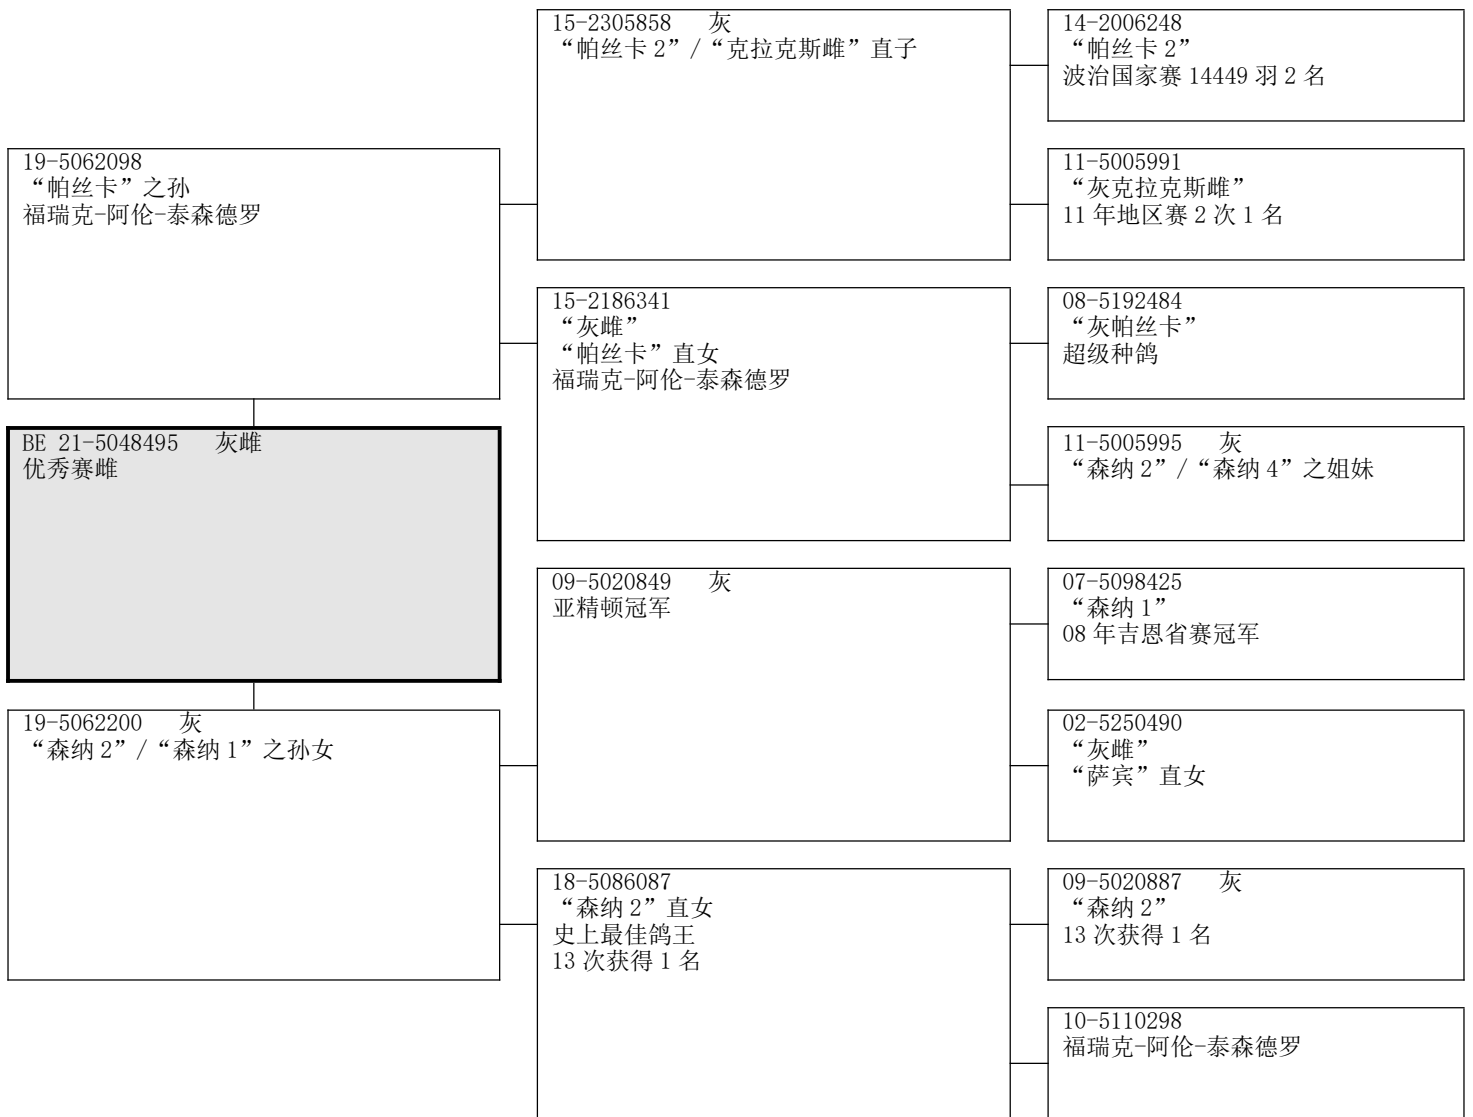 15-2305858 灰
“帕丝卡 2”/“克拉克斯雌”直子
14-2006248
“帕丝卡 2”
波治国家赛 14449 羽 2 名
19-5062098
“帕丝卡”之孙
福瑞克-阿伦-泰森德罗
11-5005991
“灰克拉克斯雌”
11 年地区赛 2 次 1 名
15-2186341
“灰雌”
“帕丝卡”直女
福瑞克-阿伦-泰森德罗
08-5192484
“灰帕丝卡”
超级种鸽
BE 21-5048495 灰雌
优秀赛雌
11-5005995 灰
“森纳 2”/“森纳 4”之姐妹
09-5020849 灰
亚精顿冠军
07-5098425
“森纳 1”
08 年吉恩省赛冠军
19-5062200 灰
“森纳 2”/“森纳 1”之孙女
02-5250490
“灰雌”
“萨宾”直女
18-5086087
“森纳 2”直女
史上最佳鸽王
13 次获得 1 名
09-5020887 灰
“森纳 2”
13 次获得 1 名
10-5110298
福瑞克-阿伦-泰森德罗